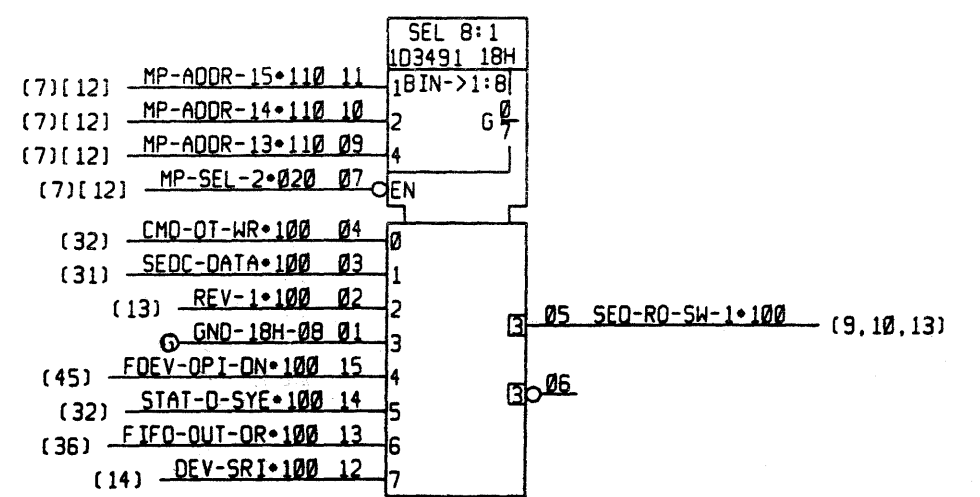 SEL 8:1
1D3491 18H
(7)[12] MP-ADDR-15•110 11 1 BIN->1:8
(7)[12] MP-ADDR-14•110 10 2 G 0/7
(7)[12] MP-ADDR-13•110 09 4
(7)[12] MP-SEL-2•020 07 EN
(32) CMD-OT-WR•100 04 0
(31) SEDC-DATA•100 03 1
(13) REV-1•100 02 2
G GND-18H-08 01 3 3 05 SEQ-RO-SW-1•100 (9,10,13)
(45) FDEV-OPI-ON•100 15 4
(32) STAT-D-SYE•100 14 5 3 06
(36) FIFO-OUT-OR•100 13 6
(14) DEV-SRI•100 12 7